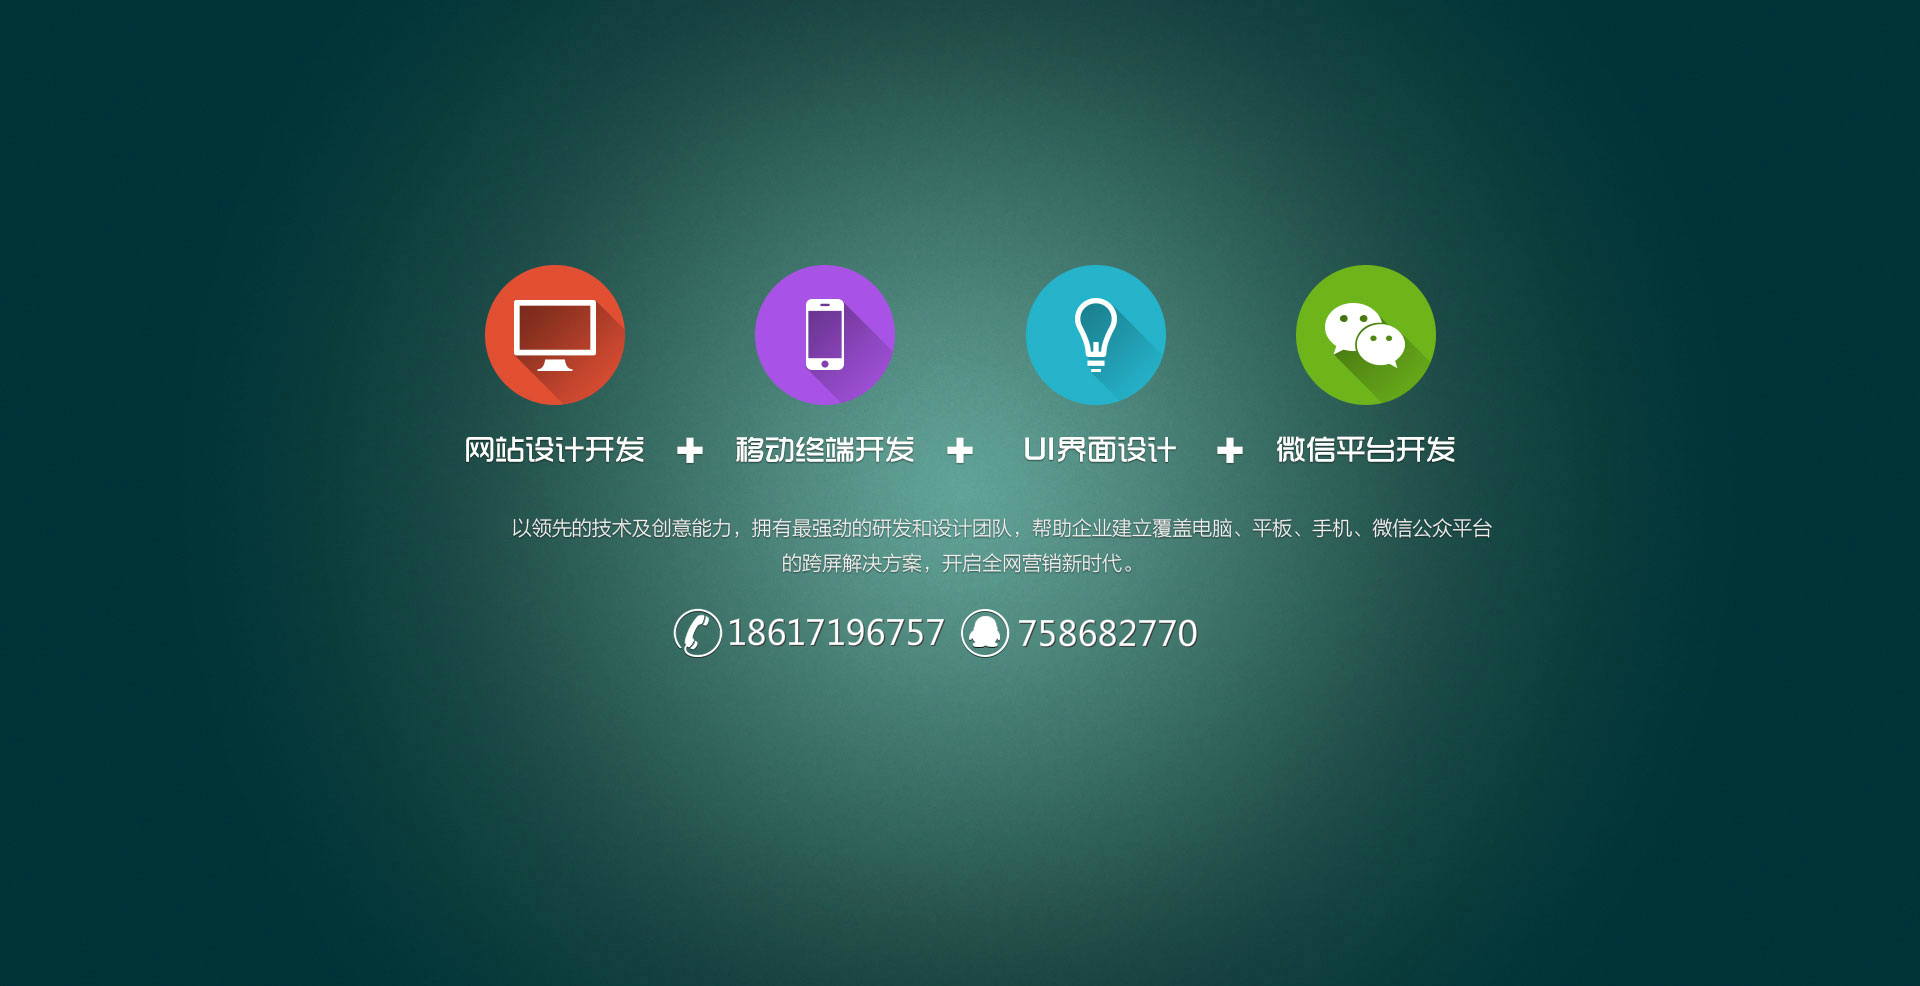 网站设计开发 + 移动终端开发 + UI界面设计 + 微信平台开发
以领先的技术及创意能力，拥有最强劲的研发和设计团队，帮助企业建立覆盖电脑、平板、手机、微信公众平台
的跨屏解决方案，开启全网营销新时代。
18617196757 758682770